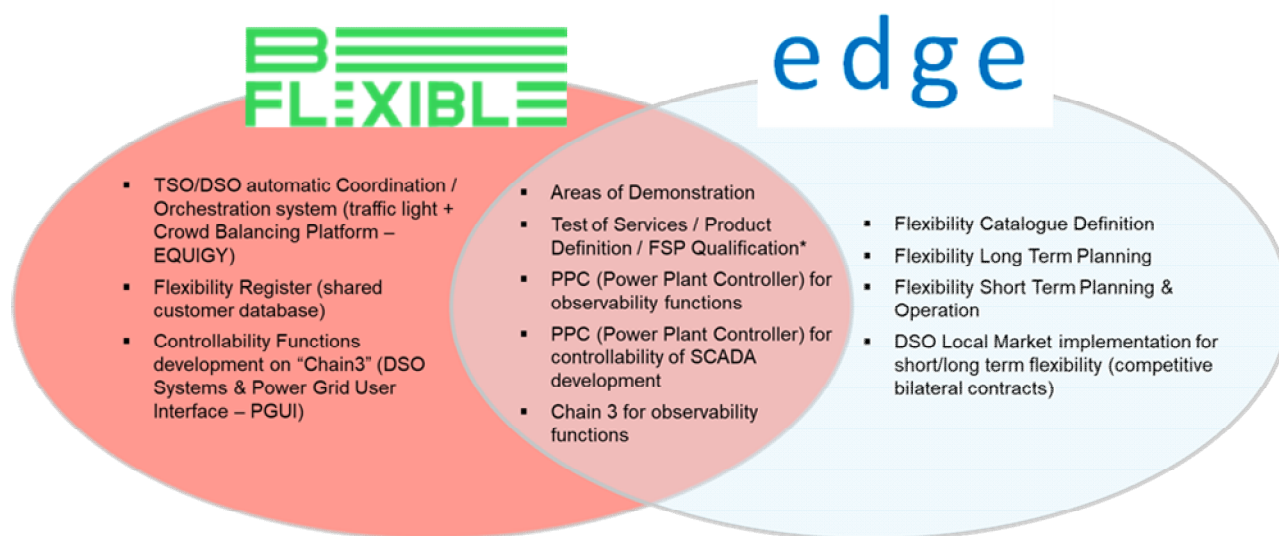 B
FLEXIBLE
edge
▪ TSO/DSO automatic Coordination /
Orchestration system (traffic light +
Crowd Balancing Platform –
EQUIGY)
▪ Flexibility Register (shared
customer database)
▪ Controllability Functions
development on “Chain3” (DSO
Systems & Power Grid User
Interface – PGUI)
▪ Areas of Demonstration
▪ Test of Services / Product
Definition / FSP Qualification*
▪ PPC (Power Plant Controller) for
observability functions
▪ PPC (Power Plant Controller) for
controllability of SCADA
development
▪ Chain 3 for observability
functions
▪ Flexibility Catalogue Definition
▪ Flexibility Long Term Planning
▪ Flexibility Short Term Planning &
Operation
▪ DSO Local Market implementation for
short/long term flexibility (competitive
bilateral contracts)